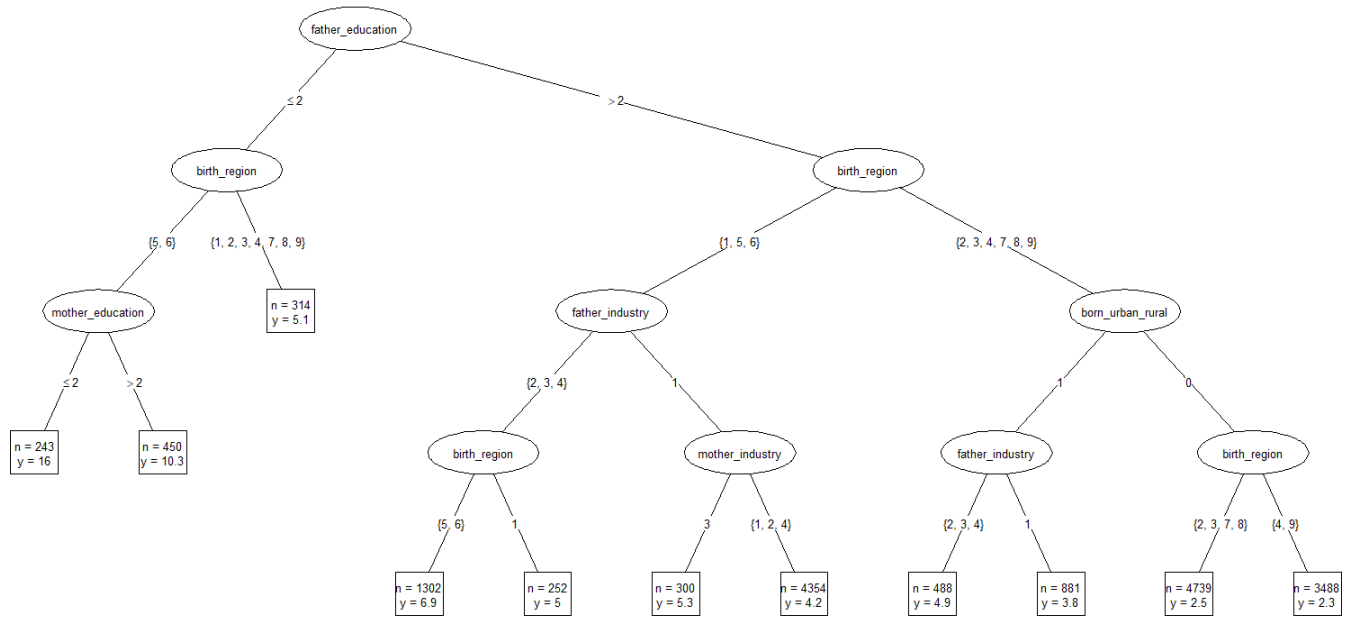 father_education
≤ 2
> 2
birth_region
birth_region
{5, 6}
{1, 2, 3, 4, 7, 8, 9}
{1, 5, 6}
{2, 3, 4, 7, 8, 9}
mother_education
n = 314
y = 5.1
father_industry
born_urban_rural
≤ 2
> 2
{2, 3, 4}
1
1
0
n = 243
y = 16
n = 450
y = 10.3
birth_region
mother_industry
father_industry
birth_region
{5, 6}
1
3
{1, 2, 4}
{2, 3, 4}
1
{2, 3, 7, 8}
{4, 9}
n = 1302
y = 6.9
n = 252
y = 5
n = 300
y = 5.3
n = 4354
y = 4.2
n = 488
y = 4.9
n = 881
y = 3.8
n = 4739
y = 2.5
n = 3488
y = 2.3